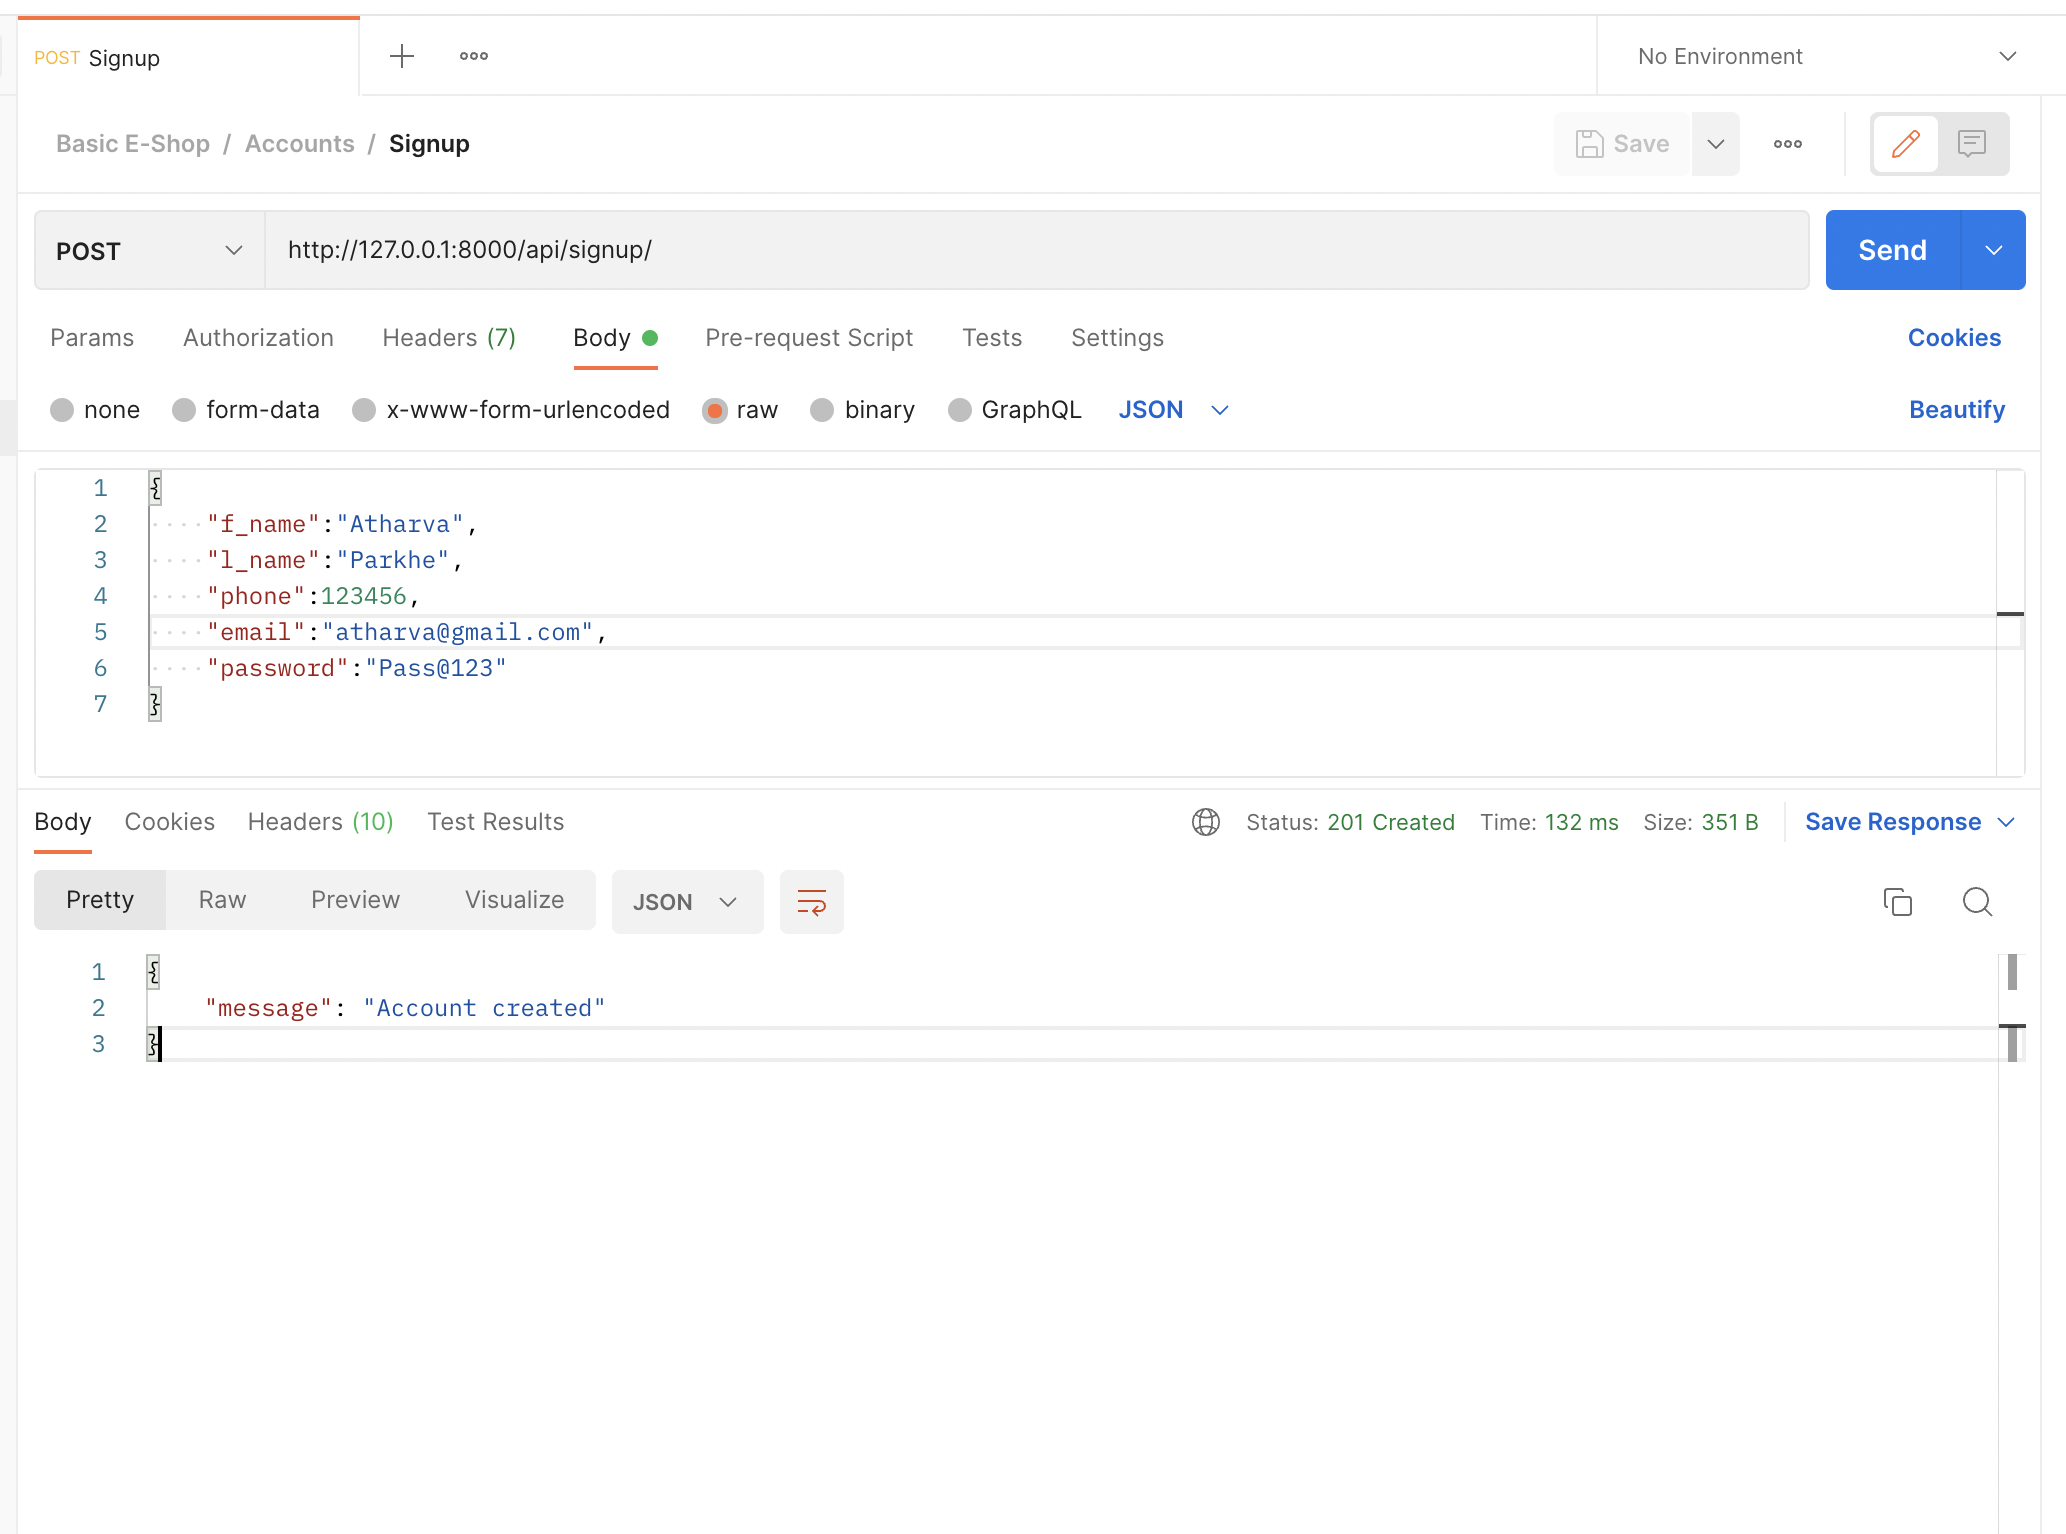 POST Signup
No Environment
Basic E-Shop / Accounts / Signup
Save
POST
http://127.0.0.1:8000/api/signup/
Send
Params Authorization Headers (7) Body Pre-request Script Tests Settings Cookies
none form-data x-www-form-urlencoded raw binary GraphQL JSON Beautify
1 {
2 "f_name":"Atharva",
3 "l_name":"Parkhe",
4 "phone":123456,
5 "email":"atharva@gmail.com",
6 "password":"Pass@123"
7 }
Body Cookies Headers (10) Test Results Status: 201 Created Time: 132 ms Size: 351 B Save Response
Pretty Raw Preview Visualize JSON
1 {
2 "message": "Account created"
3 }